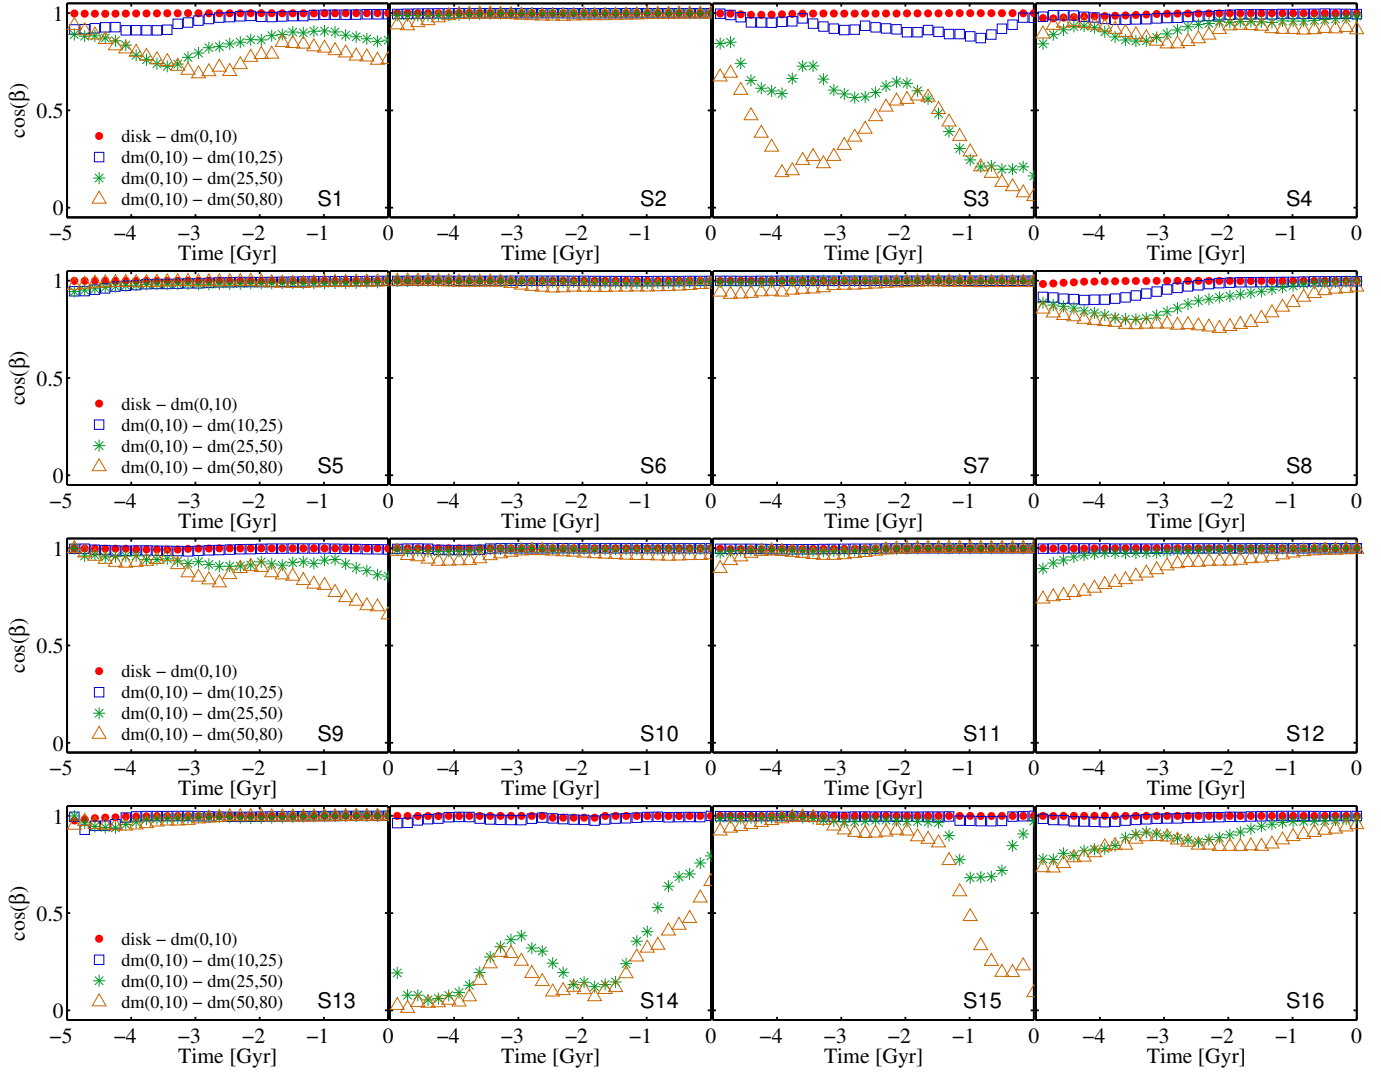 1
0.5
0
cos(β)
disk − dm(0,10)
dm(0,10) − dm(10,25)
dm(0,10) − dm(25,50)
dm(0,10) − dm(50,80)
S1
S2
S3
S4
−5 −4 −3 −2 −1 0 −4 −3 −2 −1 0 −4 −3 −2 −1 0 −4 −3 −2 −1 0
Time [Gyr] Time [Gyr] Time [Gyr] Time [Gyr]
1
0.5
0
cos(β)
disk − dm(0,10)
dm(0,10) − dm(10,25)
dm(0,10) − dm(25,50)
dm(0,10) − dm(50,80)
S5
S6
S7
S8
−5 −4 −3 −2 −1 0 −4 −3 −2 −1 0 −4 −3 −2 −1 0 −4 −3 −2 −1 0
Time [Gyr] Time [Gyr] Time [Gyr] Time [Gyr]
1
0.5
0
cos(β)
disk − dm(0,10)
dm(0,10) − dm(10,25)
dm(0,10) − dm(25,50)
dm(0,10) − dm(50,80)
S9
S10
S11
S12
−5 −4 −3 −2 −1 0 −4 −3 −2 −1 0 −4 −3 −2 −1 0 −4 −3 −2 −1 0
Time [Gyr] Time [Gyr] Time [Gyr] Time [Gyr]
1
0.5
0
cos(β)
disk − dm(0,10)
dm(0,10) − dm(10,25)
dm(0,10) − dm(25,50)
dm(0,10) − dm(50,80)
S13
S14
S15
S16
−5 −4 −3 −2 −1 0 −4 −3 −2 −1 0 −4 −3 −2 −1 0 −4 −3 −2 −1 0
Time [Gyr] Time [Gyr] Time [Gyr] Time [Gyr]